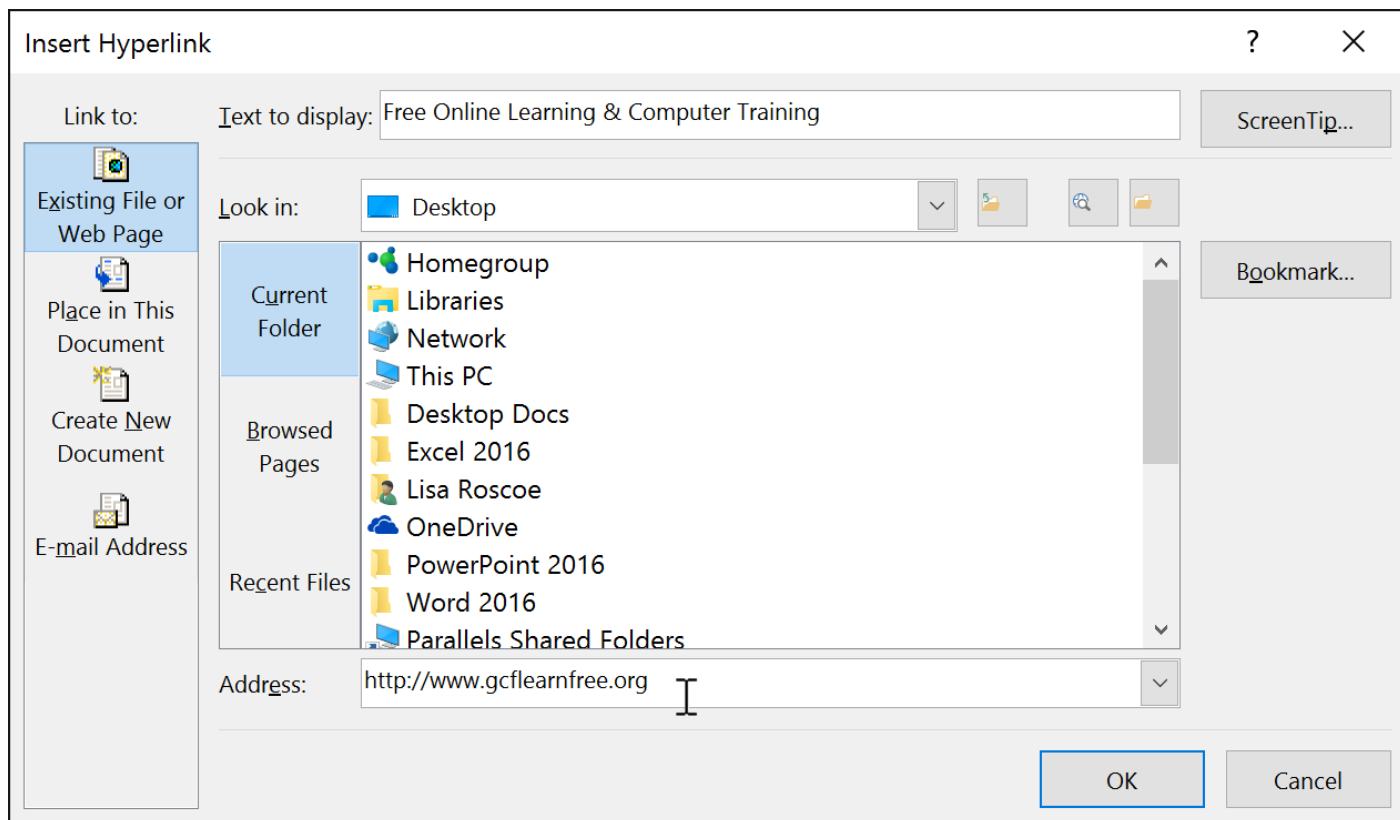 Insert Hyperlink
?
Link to:
Text to display:
Free Online Learning & Computer Training
ScreenTip...
Existing File or
Web Page
Look in:
Desktop
Place in This
Document
Create New
Document
E-mail Address
Current
Folder
Browsed
Pages
Recent Files
Homegroup
Libraries
Network
This PC
Desktop Docs
Excel 2016
Lisa Roscoe
OneDrive
PowerPoint 2016
Word 2016
Parallels Shared Folders
Bookmark...
Address:
http://www.gcflearnfree.org
OK
Cancel